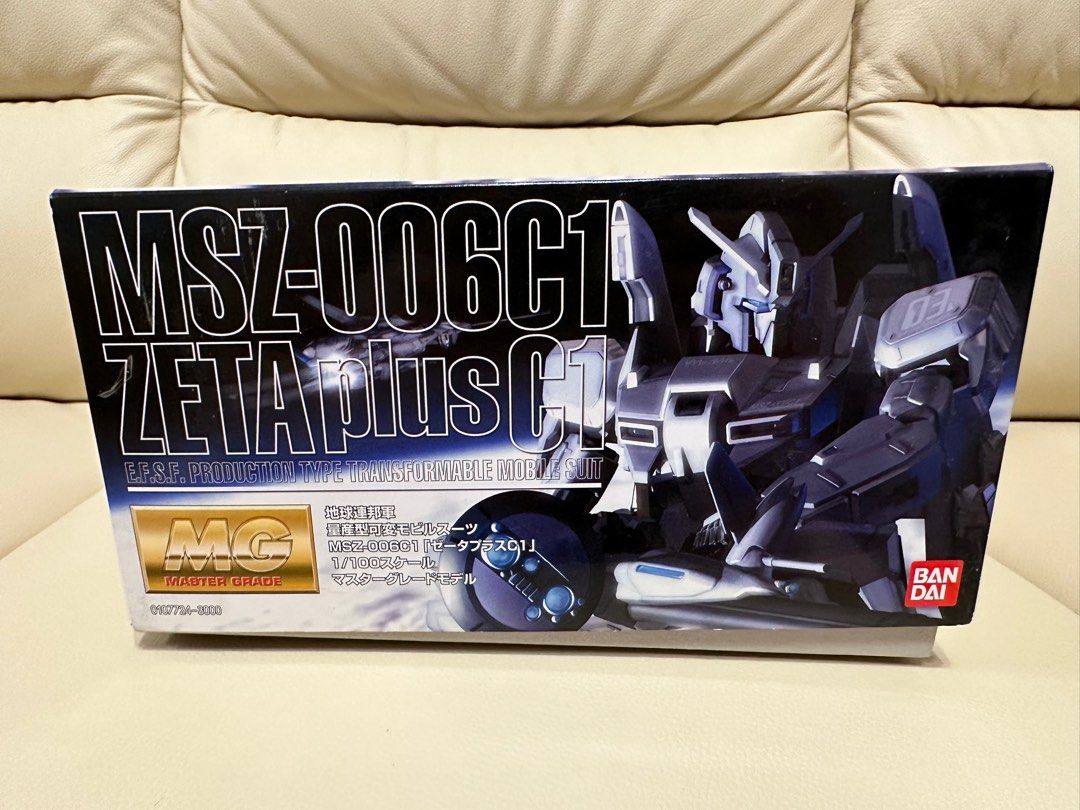 MSZ-006C1
ZETA plus C1
E.F.S.F. PRODUCTION TYPE TRANSFORMABLE MOBILE SUIT
MG
MASTER GRADE
地球連邦軍
量産型可変モビルスーツ
MSZ-006C1「ゼータプラスC1」
1/100スケール
マスターグレードモデル
0107724-3000
BAN
DAI